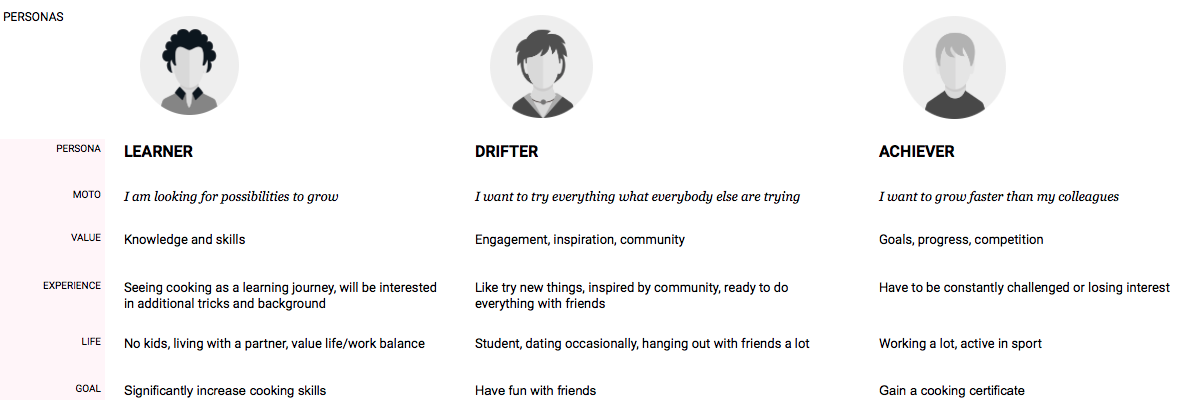 PERSONAS
PERSONA LEARNER DRIFTER ACHIEVER
MOTO I am looking for possibilities to grow I want to try everything what everybody else are trying I want to grow faster than my colleagues
VALUE Knowledge and skills Engagement, inspiration, community Goals, progress, competition
EXPERIENCE Seeing cooking as a learning journey, will be interested Like try new things, inspired by community, ready to do Have to be constantly challenged or losing interest
in additional tricks and background everything with friends
LIFE No kids, living with a partner, value life/work balance Student, dating occasionally, hanging out with friends a lot Working a lot, active in sport
GOAL Significantly increase cooking skills Have fun with friends Gain a cooking certificate